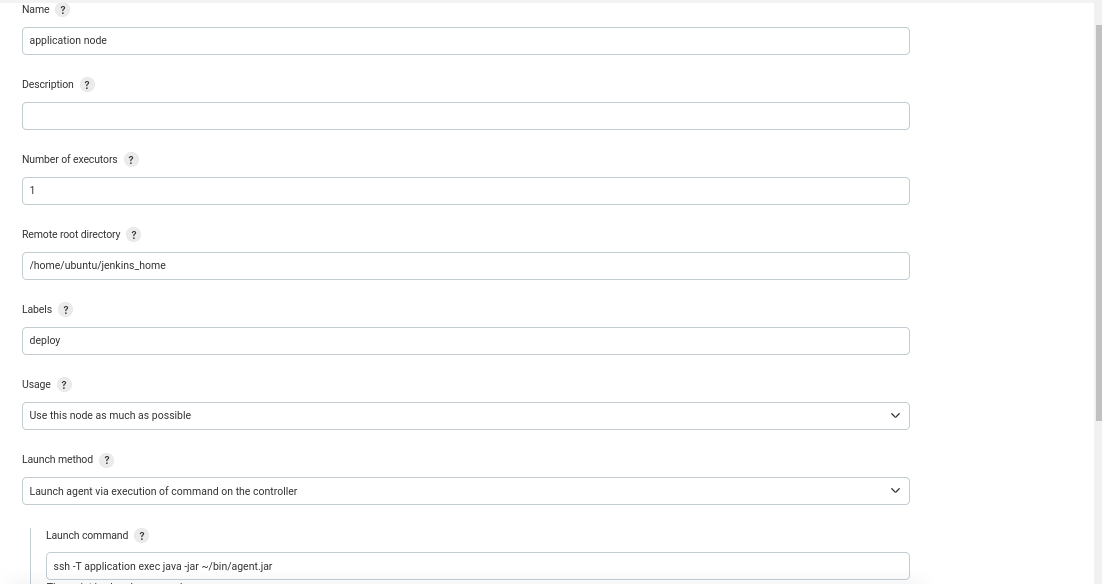 Name ?
application node
Description ?
Number of executors ?
1
Remote root directory ?
/home/ubuntu/jenkins_home
Labels ?
deploy
Usage ?
Use this node as much as possible
Launch method ?
Launch agent via execution of command on the controller
Launch command ?
ssh -T application exec java -jar ~/bin/agent.jar